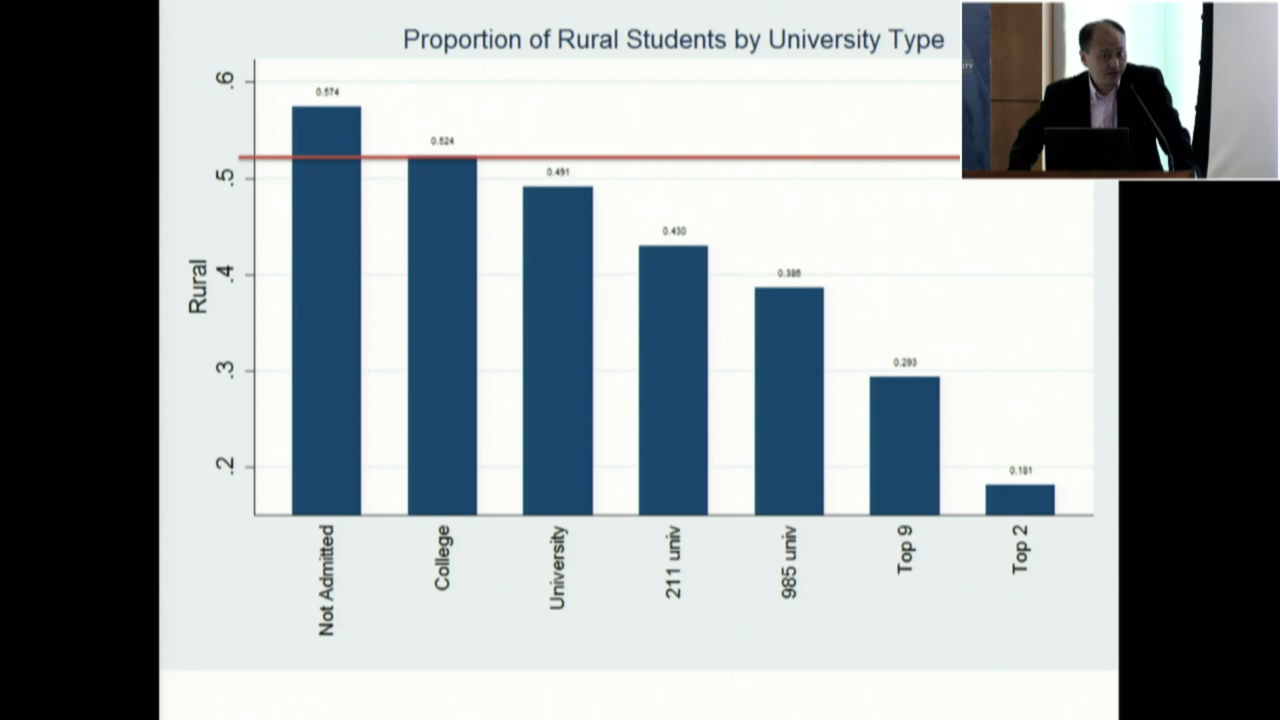 Proportion of Rural Students by University Type
Rural
.6
.5
.4
.3
.2
0.574
0.524
0.491
0.430
0.386
0.293
0.181
Not Admitted
College
University
211 univ
985 univ
Top 9
Top 2